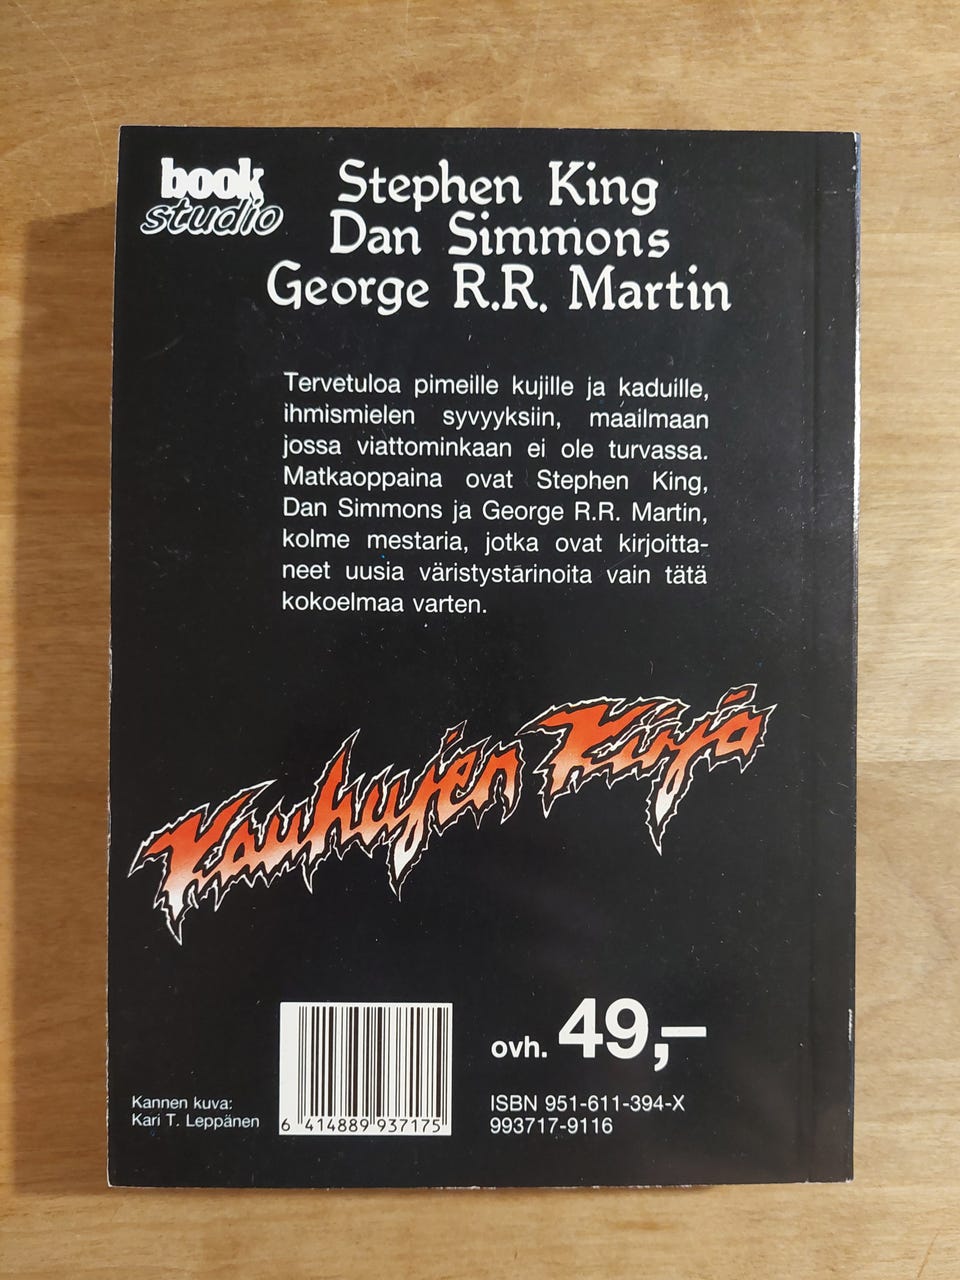 book
studio
Stephen King
Dan Simmons
George R.R. Martin
Tervetuloa pimeille kujille ja kaduille,
ihmismielen syvyyksiin, maailmaan
jossa viattominkaan ei ole turvassa.
Matkaoppaina ovat Stephen King,
Dan Simmons ja George R.R. Martin,
kolme mestaria, jotka ovat kirjoitta-
neet uusia väristystarinoita vain tätä
kokoelmaa varten.
Kauhujen Kirja
ovh. 49,–
Kannen kuva:
Kari T. Leppänen
6 414889 937175
ISBN 951-611-394-X
993717-9116